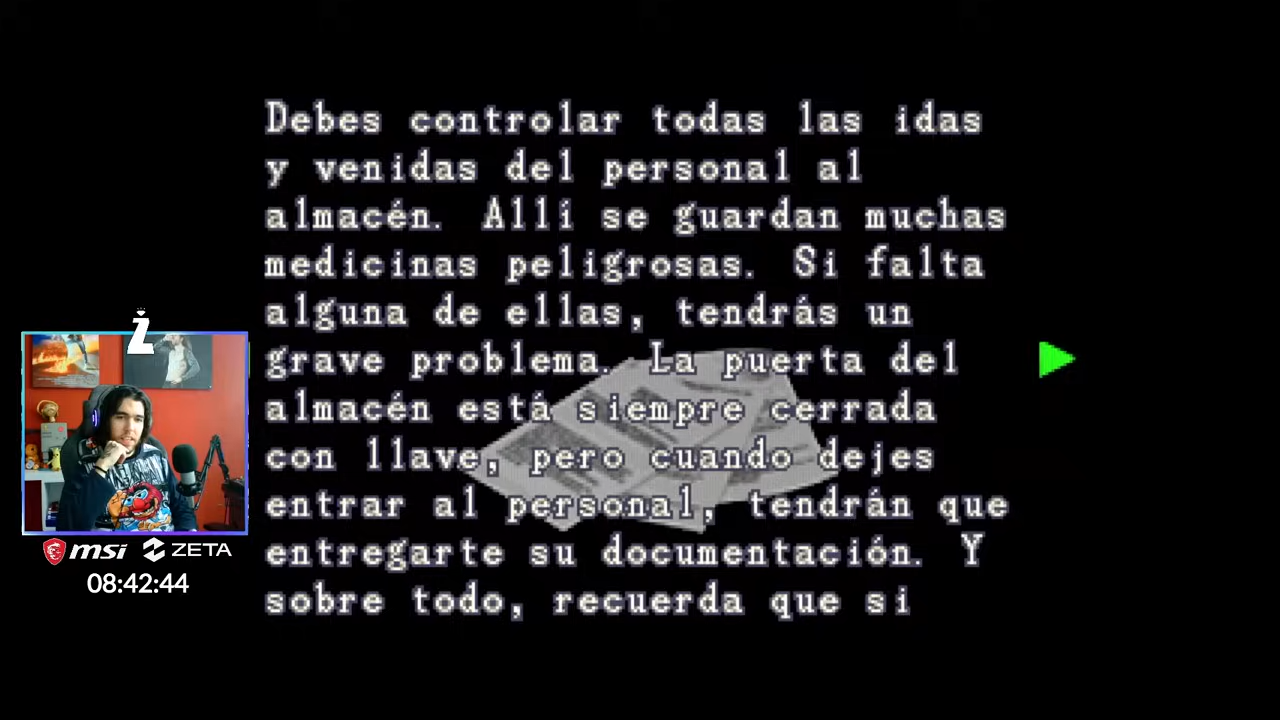 Debes controlar todas las idas
y venidas del personal al
almacén. Allí se guardan muchas
medicinas peligrosas. Si falta
alguna de ellas, tendrás un
grave problema. La puerta del
almacén está siempre cerrada
con llave, pero cuando dejes
entrar al personal, tendrán que
entregarte su documentación. Y
sobre todo, recuerda que si
Z
msi ZETA
08:42:44